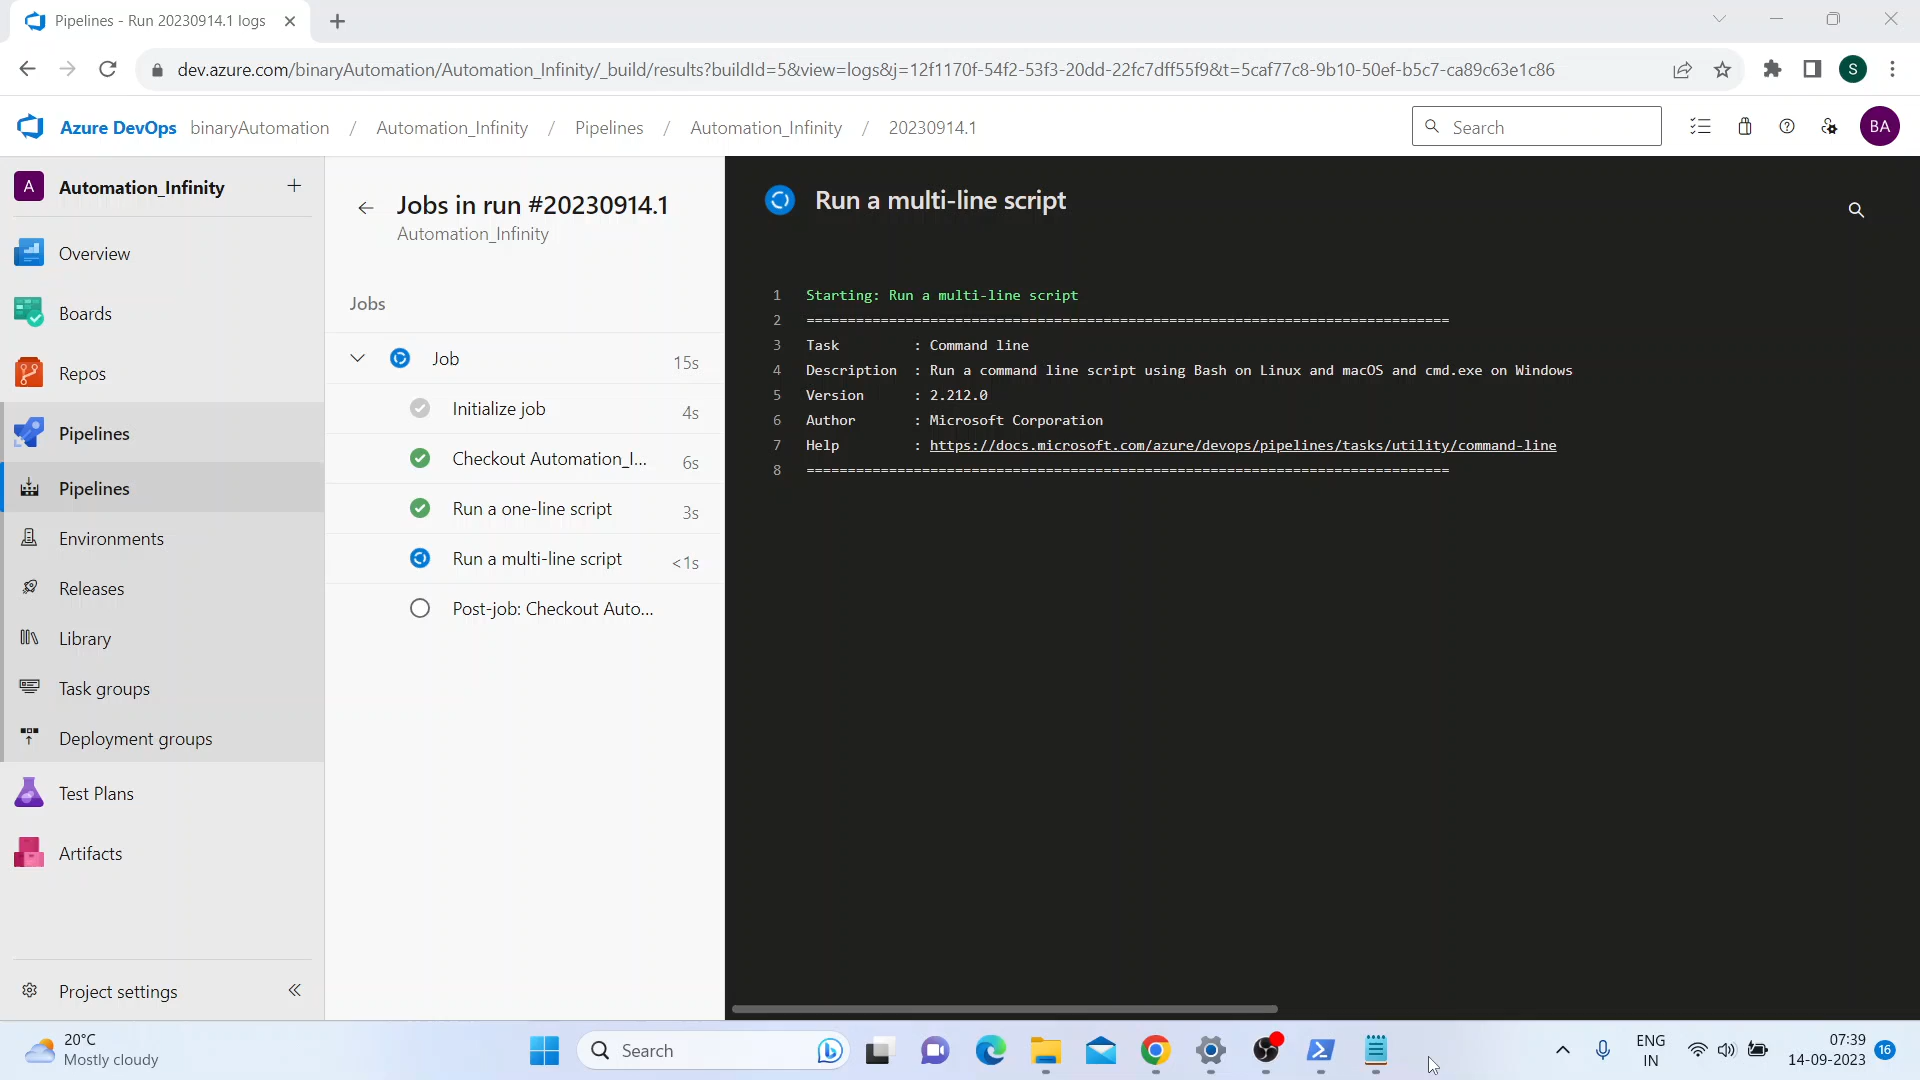 Pipelines - Run 20230914.1 logs
dev.azure.com/binaryAutomation/Automation_Infinity/_build/results?buildId=5&view=logs&j=12f1170f-54f2-53f3-20dd-22fc7dff55f9&t=5caf77c8-9b10-50ef-b5c7-ca89c63e1c86
S
Azure DevOps binaryAutomation / Automation_Infinity / Pipelines / Automation_Infinity / 20230914.1
Search
BA
A Automation_Infinity
Overview
Boards
Repos
Pipelines
Pipelines
Environments
Releases
Library
Task groups
Deployment groups
Test Plans
Artifacts
Project settings
Jobs in run #20230914.1
Automation_Infinity
Jobs
Job 15s
Initialize job 4s
Checkout Automation_I... 6s
Run a one-line script 3s
Run a multi-line script <1s
Post-job: Checkout Auto...
Run a multi-line script
1 Starting: Run a multi-line script
2 ==============================================================================
3 Task : Command line
4 Description : Run a command line script using Bash on Linux and macOS and cmd.exe on Windows
5 Version : 2.212.0
6 Author : Microsoft Corporation
7 Help : https://docs.microsoft.com/azure/devops/pipelines/tasks/utility/command-line
8 ==============================================================================
20°C
Mostly cloudy
Search
ENG
IN
07:39
14-09-2023
16